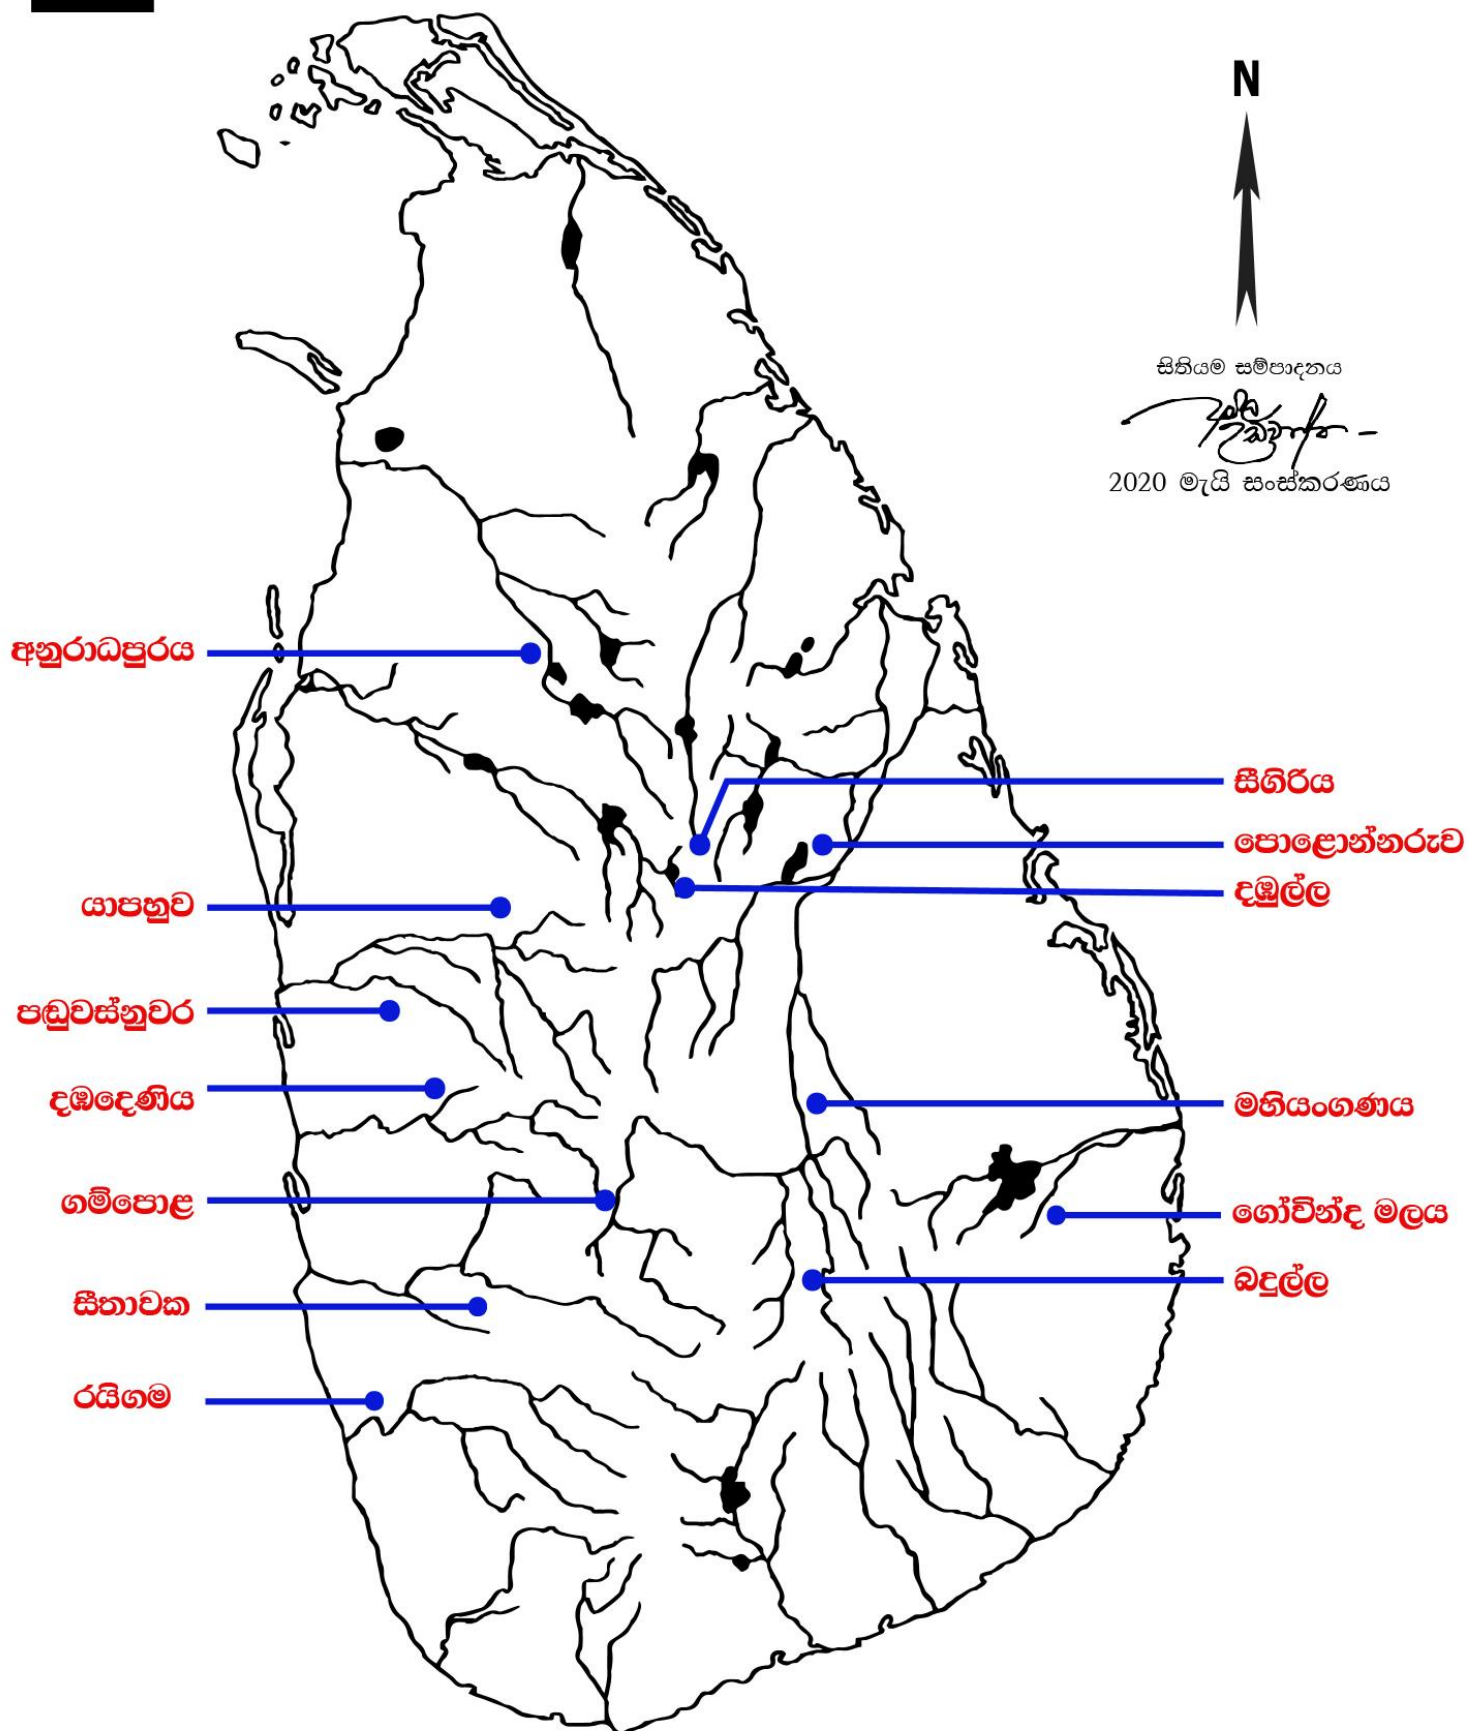 N
සිතියම සම්පාදනය
2020 මැයි සංස්කරණය
අනුරාධපුරය
සීගිරිය
පොළොන්නරුව
දඹුල්ල
යාපහුව
පඬුවස්නුවර
දඹදෙණිය
මහියංගණය
ගම්පොළ
ගෝවින්ද මලය
බදුල්ල
සීතාවක
රයිගම